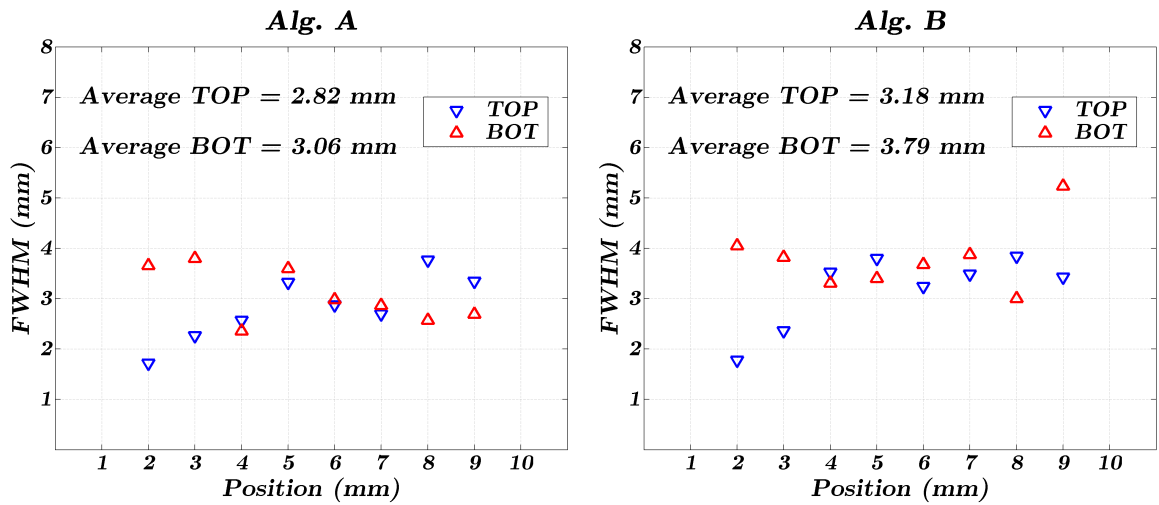 Alg. A
8
7
6
5
4
3
2
1
FWHM (mm)
Average TOP = 2.82 mm
Average BOT = 3.06 mm
TOP
BOT
1 2 3 4 5 6 7 8 9 10
Position (mm)
Alg. B
8
7
6
5
4
3
2
1
FWHM (mm)
Average TOP = 3.18 mm
Average BOT = 3.79 mm
TOP
BOT
1 2 3 4 5 6 7 8 9 10
Position (mm)